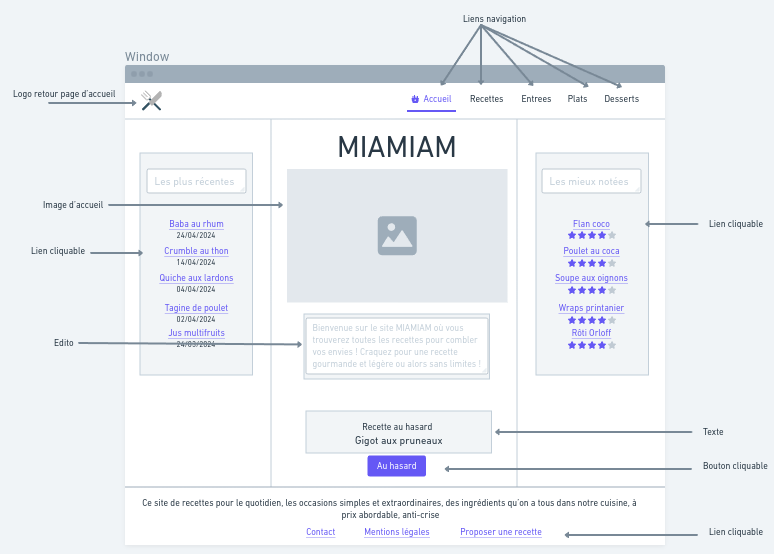 Liens navigation
Window
Logo retour page d'accueil
Accueil
Recettes
Entrees
Plats
Desserts
MIAMIAM
Les plus récentes
Baba au rhum
24/04/2024
Crumble au thon
14/04/2024
Quiche aux lardons
04/04/2024
Tagine de poulet
02/04/2024
Jus multifruits
24/03/2024
Image d'accueil
Lien cliquable
Edito
Bienvenue sur le site MIAMIAM où vous
trouverez toutes les recettes pour combler
vos envies ! Craquez pour une recette
gourmande et légère ou alors sans limites !
Recette au hasard
Gigot aux pruneaux
Au hasard
Les mieux notées
Flan coco
Poulet au coca
Soupe aux oignons
Wraps printanier
Rôti Orloff
Lien cliquable
Texte
Bouton cliquable
Ce site de recettes pour le quotidien, les occasions simples et extraordinaires, des ingrédients qu'on a tous dans notre cuisine, à
prix abordable, anti-crise
Contact
Mentions légales
Proposer une recette
Lien cliquable